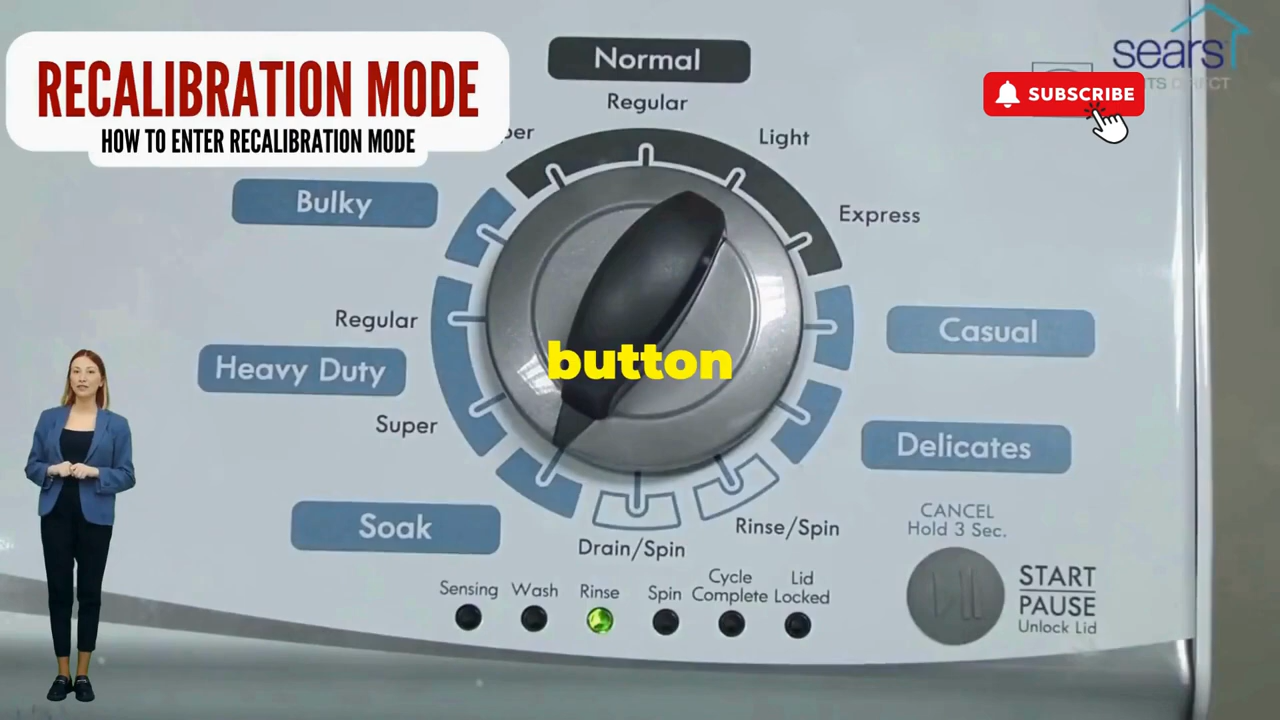 RECALIBRATION MODE
HOW TO ENTER RECALIBRATION MODE
sears
SUBSCRIBE
Normal
Regular
Light
Express
Bulky
Regular
Heavy Duty
Super
Casual
Delicates
button
Soak
Drain/Spin
Rinse/Spin
CANCEL
Hold 3 Sec.
START
PAUSE
Unlock Lid
Sensing
Wash
Rinse
Spin
Cycle
Complete
Lid
Locked